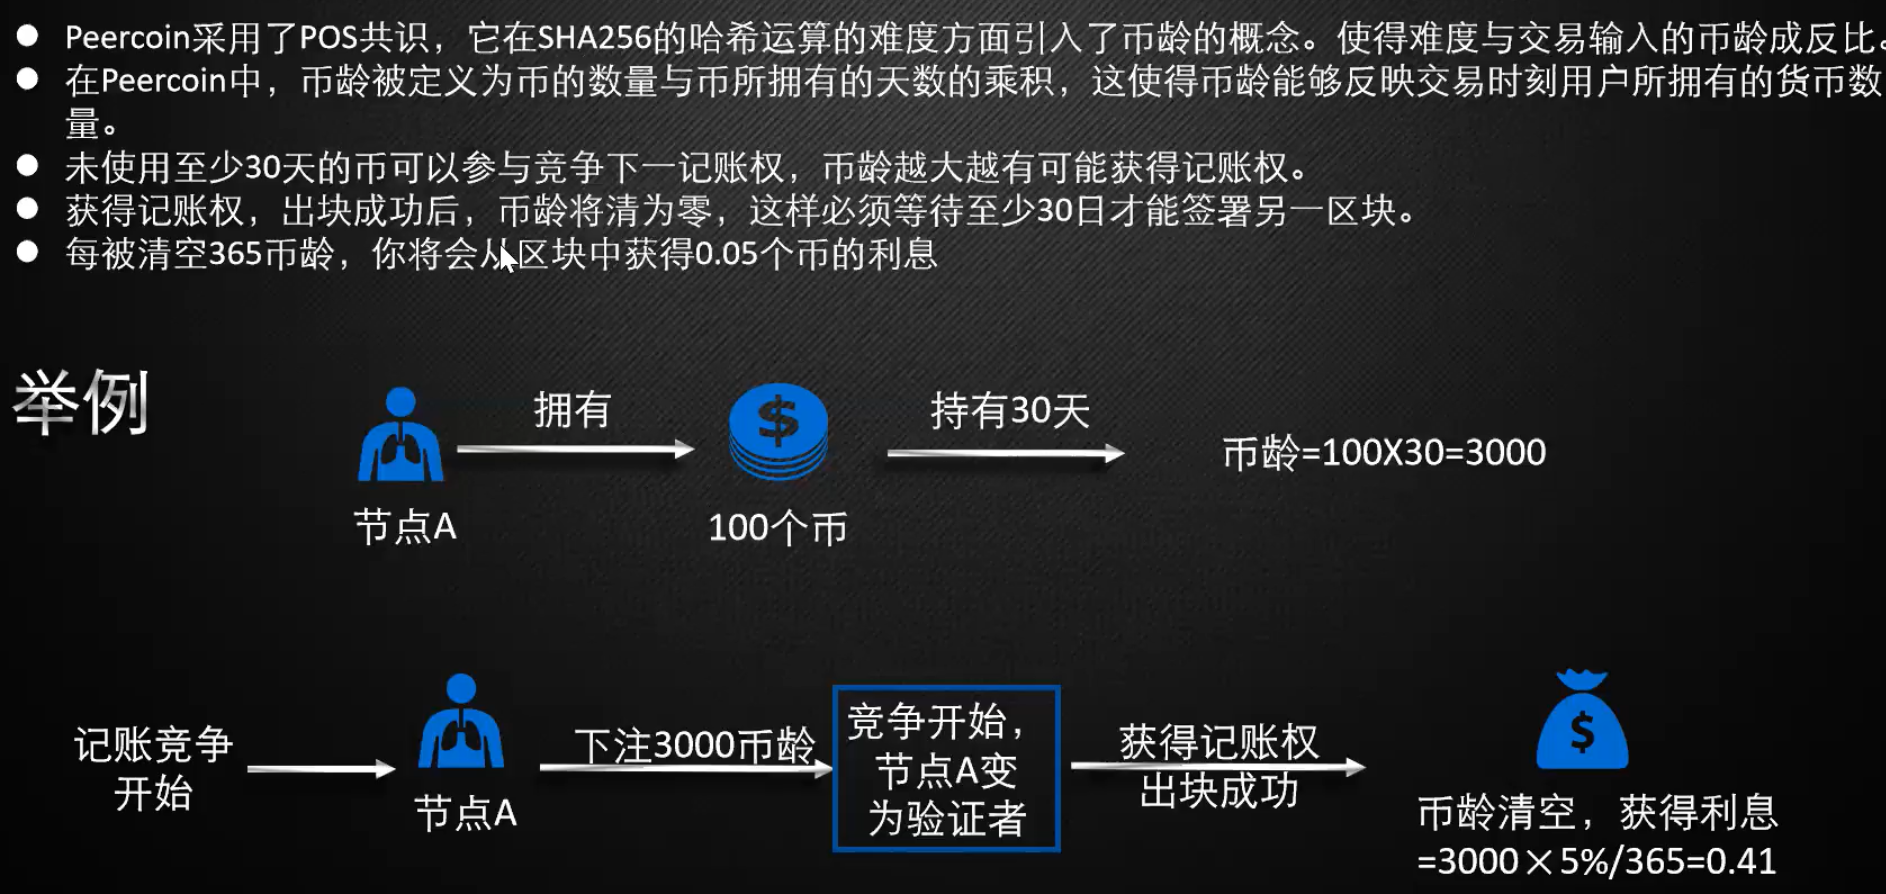 Peercoin采用了POS共识，它在SHA256的哈希运算的难度方面引入了币龄的概念。使得难度与交易输入的币龄成反比。
在Peercoin中，币龄被定义为币的数量与币所拥有的天数的乘积，这使得币龄能够反映交易时刻用户所拥有的货币数
量。
未使用至少30天的币可以参与竞争下一记账权，币龄越大越有可能获得记账权。
获得记账权，出块成功后，币龄将清为零，这样必须等待至少30日才能签署另一区块。
每被清空365币龄，你将会从区块中获得0.05个币的利息
举例
拥有
持有30天
币龄=100X30=3000
节点A
100个币
记账竞争
开始
节点A
下注3000币龄
竞争开始，
节点A变
为验证者
获得记账权
出块成功
$
币龄清空，获得利息
=3000×5%/365=0.41